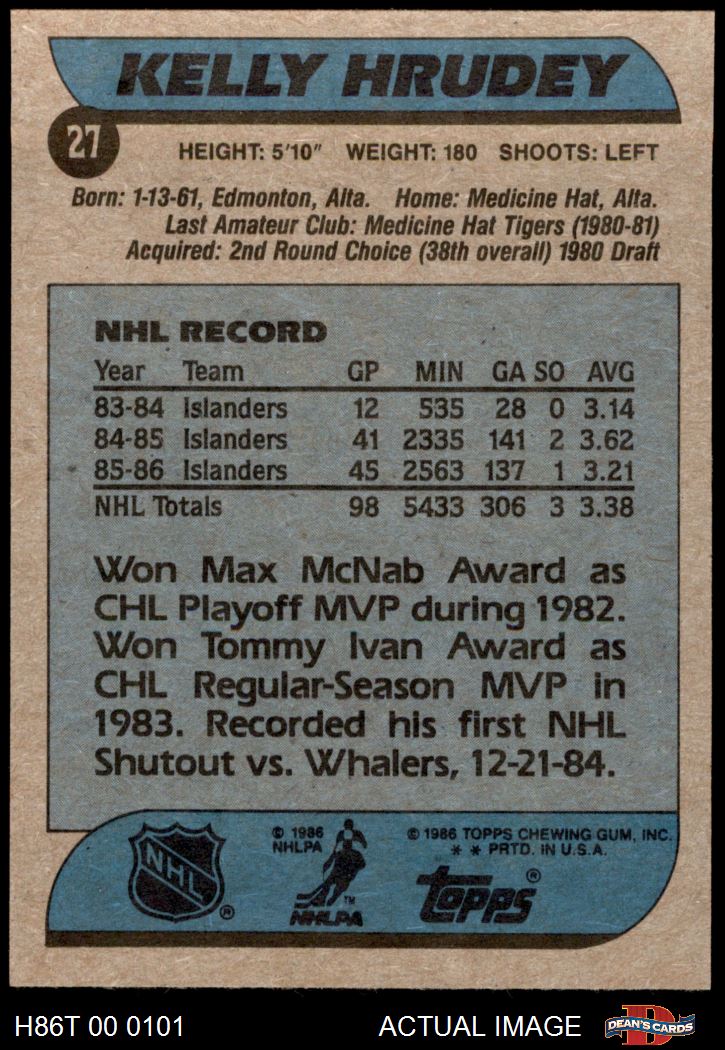 KELLY HRUDEY
27
HEIGHT: 5'10" WEIGHT: 180 SHOOTS: LEFT
Born: 1-13-61, Edmonton, Alta. Home: Medicine Hat, Alta.
Last Amateur Club: Medicine Hat Tigers (1980-81)
Acquired: 2nd Round Choice (38th overall) 1980 Draft
NHL RECORD
Year Team GP MIN GA SO AVG
83-84 Islanders 12 535 28 0 3.14
84-85 Islanders 41 2335 141 2 3.62
85-86 Islanders 45 2563 137 1 3.21
NHL Totals 98 5433 306 3 3.38
Won Max McNab Award as
CHL Playoff MVP during 1982.
Won Tommy Ivan Award as
CHL Regular-Season MVP in
1983. Recorded his first NHL
Shutout vs. Whalers, 12-21-84.
© 1986
NHLPA
© 1986 TOPPS CHEWING GUM, INC.
* * PRTD. IN U.S.A.
NHL ®
NHLPA ™
topps ®
H86T 00 0101 ACTUAL IMAGE
D
DEAN'S CARDS